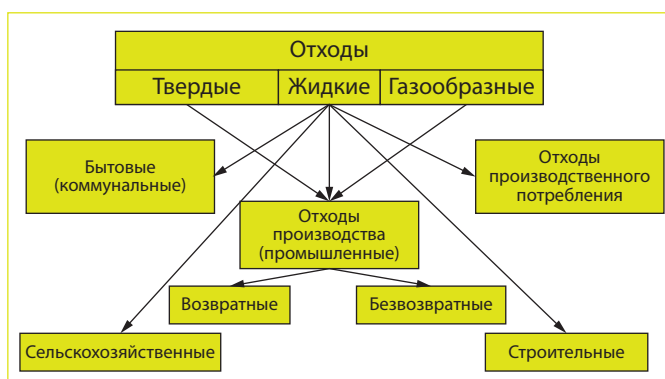 Отходы
Твердые Жидкие Газообразные
Бытовые
(коммунальные)
Отходы
производственного
потребления
Отходы
производства
(промышленные)
Возвратные
Безвозвратные
Сельскохозяйственные
Строительные